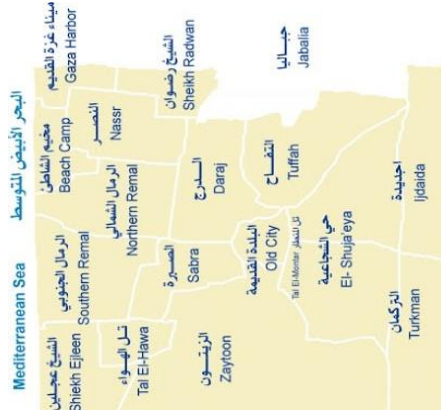 البحر الأبيض المتوسط
Mediterranean Sea
ميناء غزة القديم
Gaza Harbor
مخيم الشاطئ
Beach Camp
النصر
Nassr
الشيخ رضوان
Sheikh Radwan
جباليا
Jabalia
الرمال الجنوبي
Southern Remal
الرمال الشمالي
Northern Remal
الدرج
Daraj
التفاح
Tuffah
الشيخ عجلين
Shiekh Ejleen
تل الهواء
Tal El-Hawa
الصبرة
Sabra
البلدة القديمة
Old City
تل المنطار Tal El-Montar
حي الشجاعية
El- Shuja'eya
اجديدة
Ijdaida
الزيتون
Zaytoon
التركمان
Turkman